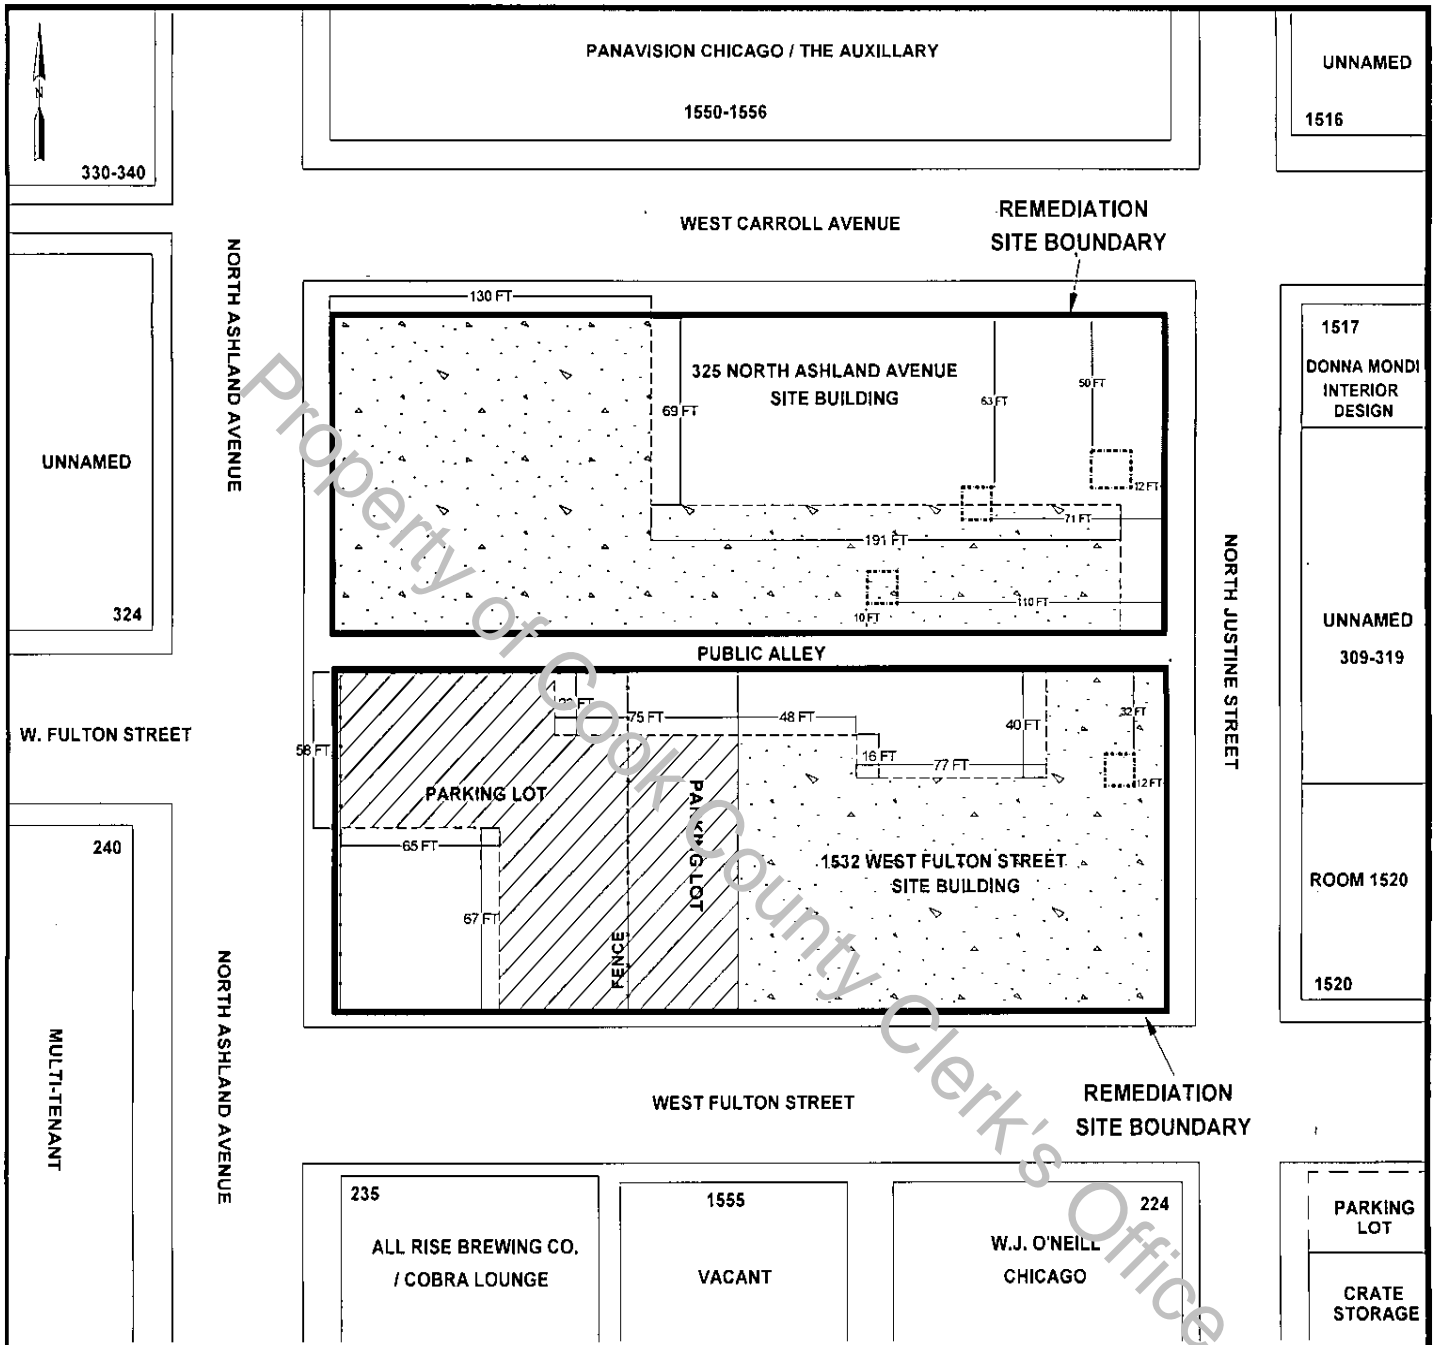 PANAVISION CHICAGO / THE AUXILLARY
1550-1556
UNNAMED
1516
N
330-340
WEST CARROLL AVENUE
REMEDIATION
SITE BOUNDARY
NORTH ASHLAND AVENUE
130 FT
325 NORTH ASHLAND AVENUE
SITE BUILDING
69 FT
63 FT
50 FT
12 FT
71 FT
191 FT
110 FT
10 FT
1517
DONNA MONDI
INTERIOR
DESIGN
UNNAMED
324
NORTH JUSTINE STREET
UNNAMED
309-319
PUBLIC ALLEY
W. FULTON STREET
58 FT
75 FT
48 FT
16 FT
77 FT
40 FT
32 FT
12 FT
PARKING LOT
PARKING LOT
65 FT
67 FT
FENCE
1532 WEST FULTON STREET
SITE BUILDING
ROOM 1520
1520
240
MULTI-TENANT
NORTH ASHLAND AVENUE
WEST FULTON STREET
REMEDIATION
SITE BOUNDARY
235
ALL RISE BREWING CO.
/ COBRA LOUNGE
1555
VACANT
224
W.J. O'NEILL
CHICAGO
PARKING
LOT
CRATE
STORAGE
Property of Cook County Clerk's Office